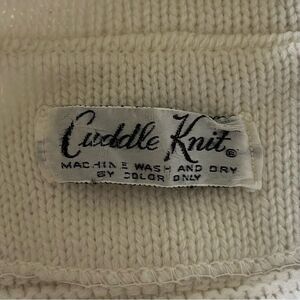 Cuddle Knit®
MACHINE WASH AND DRY
BY COLOR ONLY